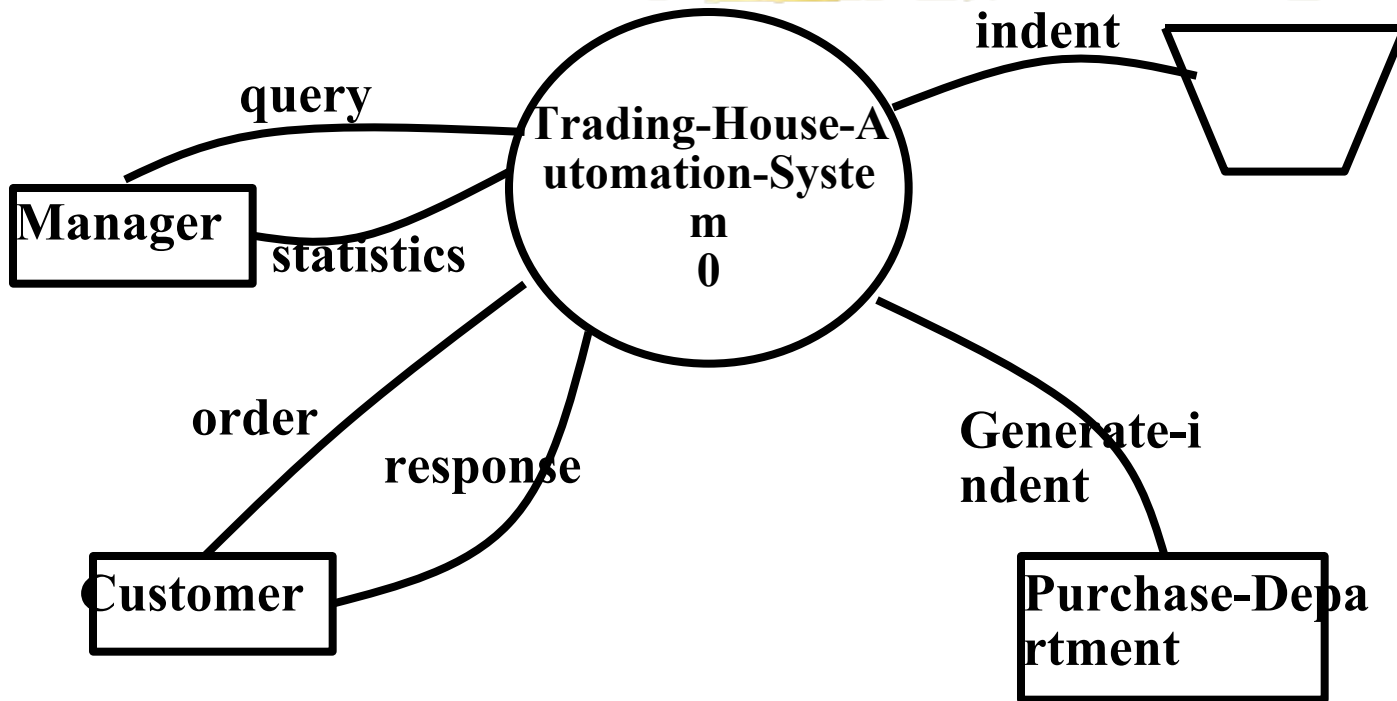 indent
query
Trading-House-A
utomation-Syste
m
0
Manager
statistics
order
response
Generate-i
ndent
Customer
Purchase-Depa
rtment